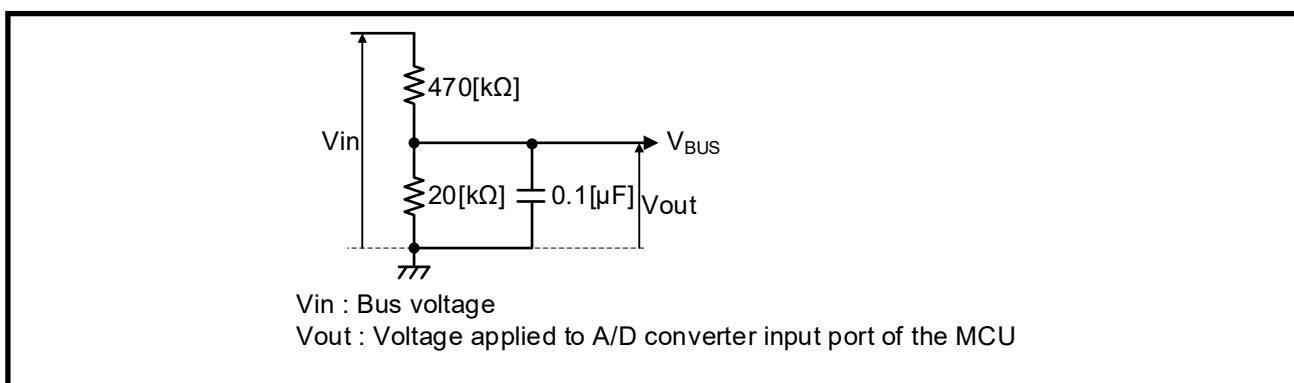 470[kΩ]
Vin
V_BUS
20[kΩ]
0.1[µF]
Vout
Vin : Bus voltage
Vout : Voltage applied to A/D converter input port of the MCU